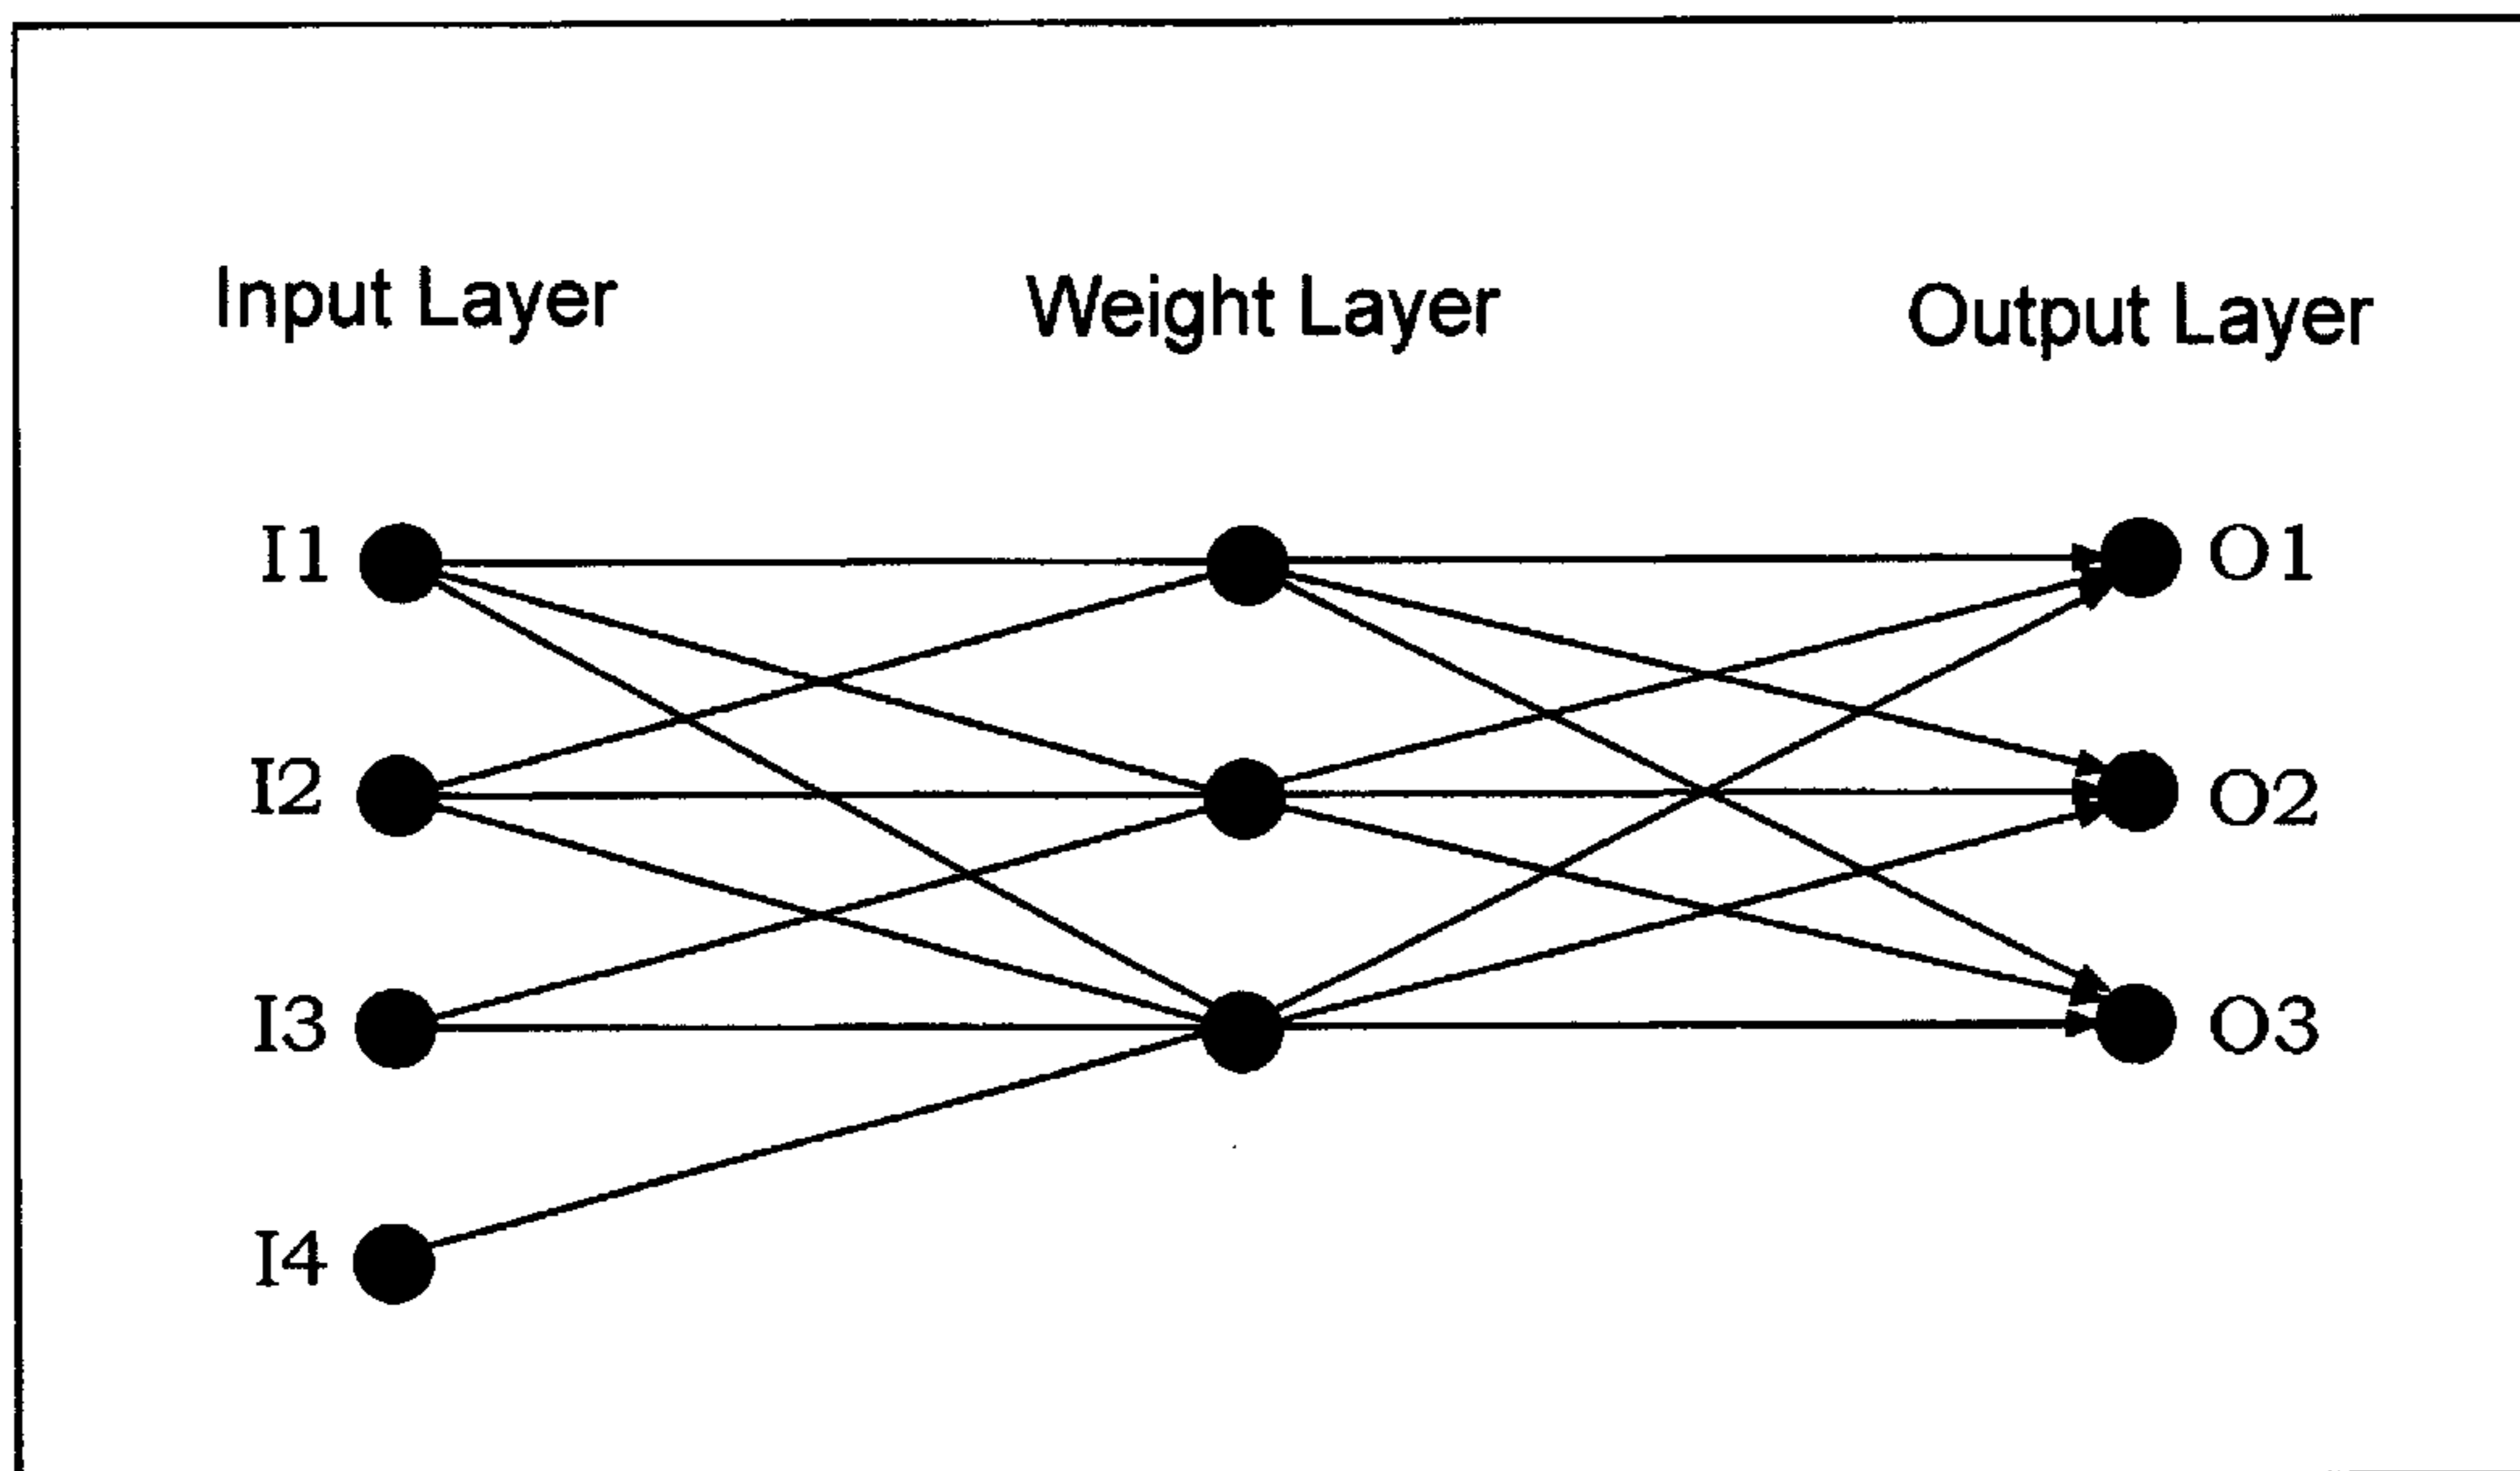 Input Layer Weight Layer Output Layer
I1 O1
I2 O2
I3 O3
I4